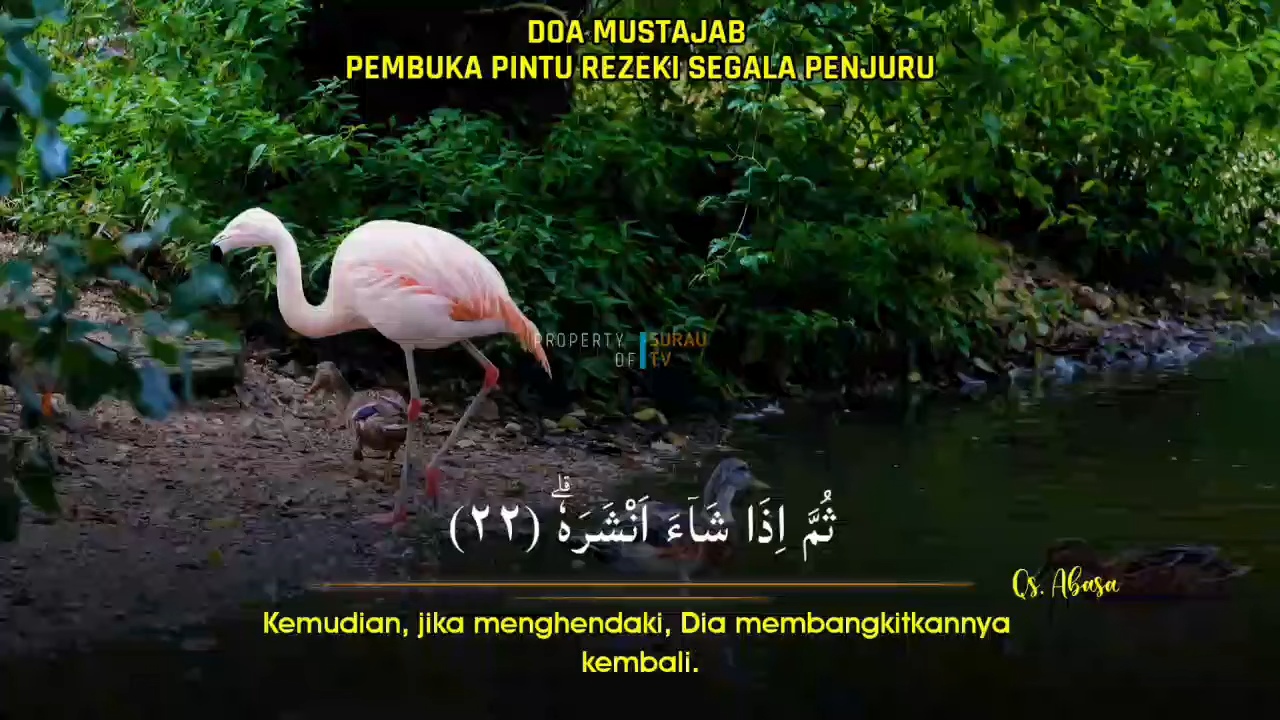 DOA MUSTAJAB
PEMBUKA PINTU REZEKI SEGALA PENJURU
PROPERTY OF SURAU TV
ثُمَّ اِذَا شَاۤءَ اَنْشَرَهٗۗ (٢٢)
Qs. Abasa
Kemudian, jika menghendaki, Dia membangkitkannya
kembali.